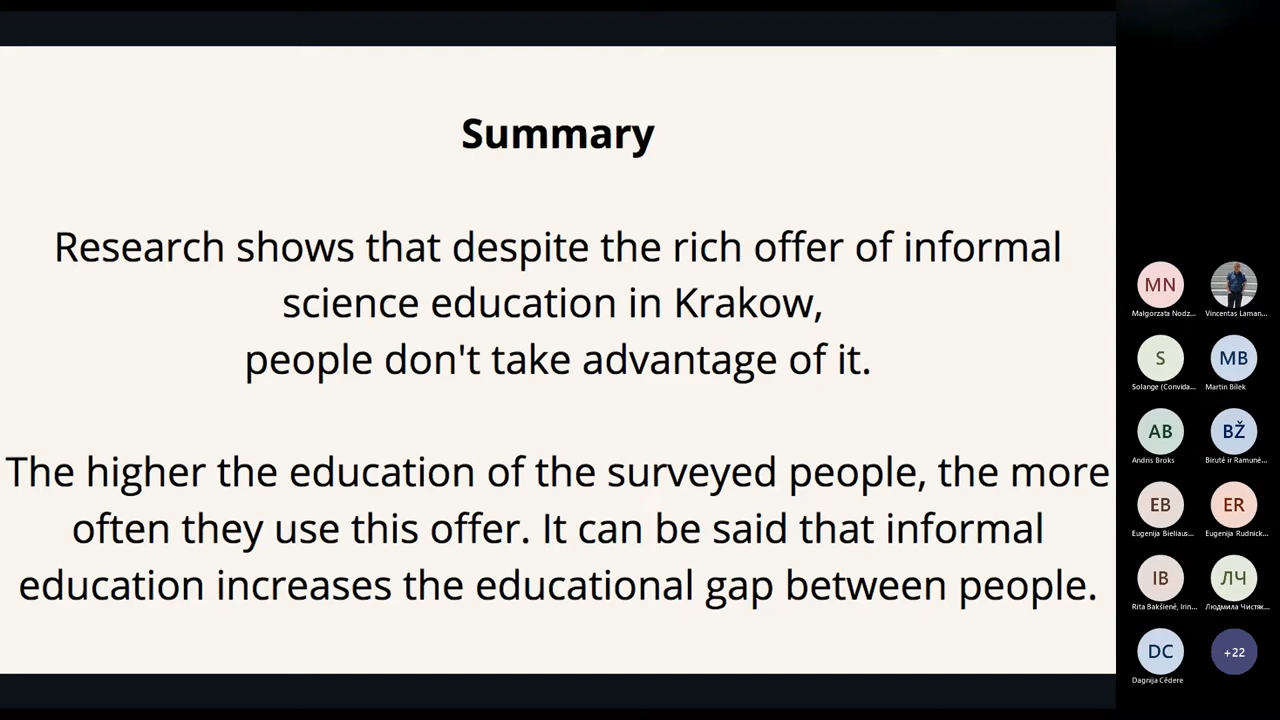 Summary
Research shows that despite the rich offer of informal
science education in Krakow,
people don't take advantage of it.
The higher the education of the surveyed people, the more
often they use this offer. It can be said that informal
education increases the educational gap between people.
MN
Małgorzata Nodz...
Vincentas Laman...
S
MB
Solange (Convida...
Martin Bílek
AB
BŽ
Andris Broks
Birutė ir Ramunė...
EB
ER
Eugenija Bieliaus...
Eugenija Rudnick...
IB
ЛЧ
Rita Bakšienė, Irin...
Людмила Чистяк...
DC
+22
Dagnija Cēdere